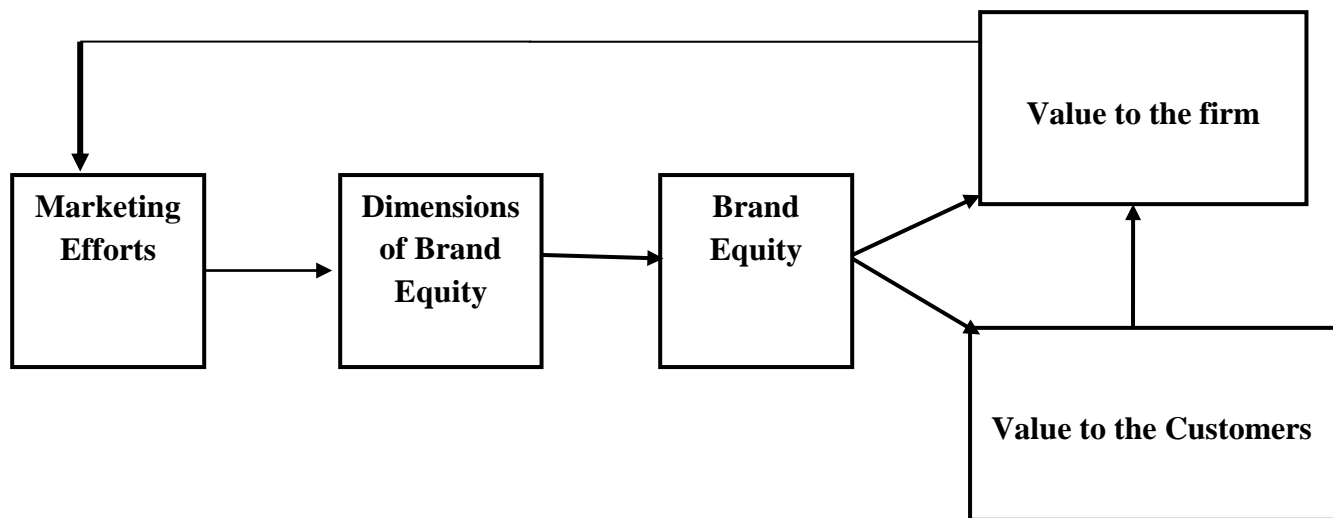 Value to the firm
Marketing
Efforts
Dimensions
of Brand
Equity
Brand
Equity
Value to the Customers